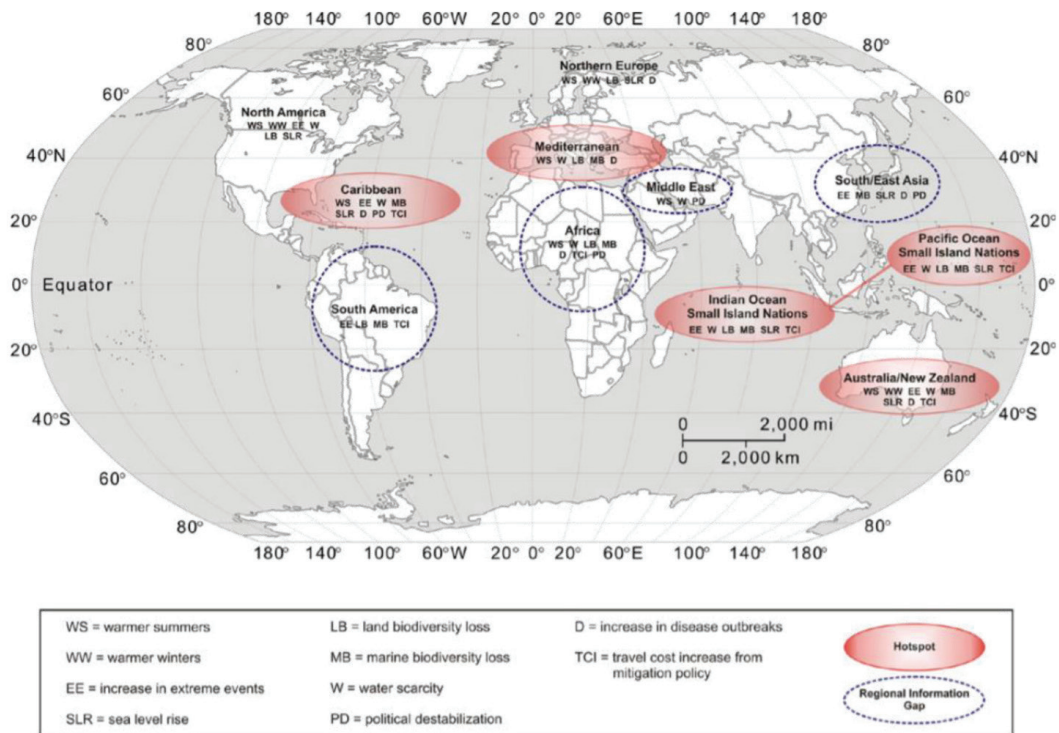 180° 140° 100° 60°W 20° 0° 20° 60°E 100° 140° 180°
80° 80°
Northern Europe
WS WW LB SLR D
60° 60°
North America
WS WW EE W
LB SLR
40°N 40°N
Mediterranean
WS W LB MB D
Caribbean
WS EE W MB
SLR D PD TCI
Middle East
WS W PD
South/East Asia
EE MB SLR D PD
20° 20°
Africa
WS W LB MB
D TCI PD
Pacific Ocean
Small Island Nations
EE W LB MB SLR TCI
Equator 0° 0°
South America
EE LB MB TCI
Indian Ocean
Small Island Nations
EE W LB MB SLR TCI
20° 20°
Australia/New Zealand
WS WW EE W MB
SLR D TCI
40°S 40°S
0 2,000 mi
0 2,000 km
60° 60°
80° 80°
180° 140° 100° 60°W 20° 0° 20° 60°E 100° 140° 180°
WS = warmer summers
WW = warmer winters
EE = increase in extreme events
SLR = sea level rise
LB = land biodiversity loss
MB = marine biodiversity loss
W = water scarcity
PD = political destabilization
D = increase in disease outbreaks
TCI = travel cost increase from
mitigation policy
Hotspot
Regional Information
Gap